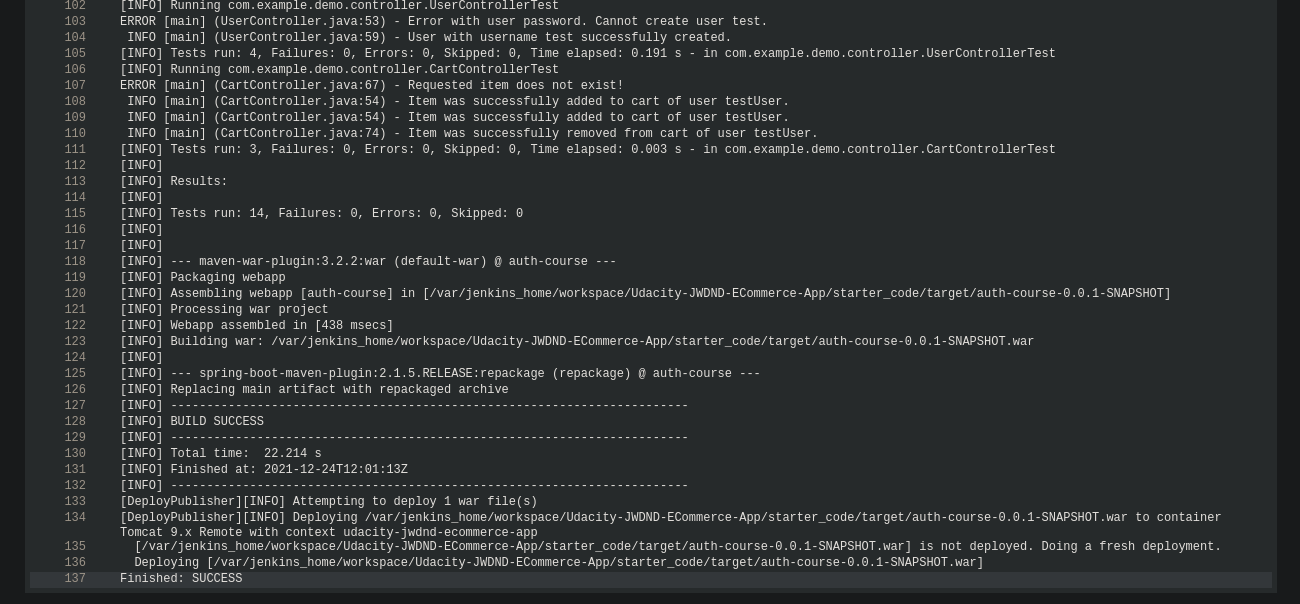 102 [INFO] Running com.example.demo.controller.UserControllerTest
103 ERROR [main] (UserController.java:53) - Error with user password. Cannot create user test.
104  INFO [main] (UserController.java:59) - User with username test successfully created.
105 [INFO] Tests run: 4, Failures: 0, Errors: 0, Skipped: 0, Time elapsed: 0.191 s - in com.example.demo.controller.UserControllerTest
106 [INFO] Running com.example.demo.controller.CartControllerTest
107 ERROR [main] (CartController.java:67) - Requested item does not exist!
108  INFO [main] (CartController.java:54) - Item was successfully added to cart of user testUser.
109  INFO [main] (CartController.java:54) - Item was successfully added to cart of user testUser.
110  INFO [main] (CartController.java:74) - Item was successfully removed from cart of user testUser.
111 [INFO] Tests run: 3, Failures: 0, Errors: 0, Skipped: 0, Time elapsed: 0.003 s - in com.example.demo.controller.CartControllerTest
112 [INFO]
113 [INFO] Results:
114 [INFO]
115 [INFO] Tests run: 14, Failures: 0, Errors: 0, Skipped: 0
116 [INFO]
117 [INFO]
118 [INFO] --- maven-war-plugin:3.2.2:war (default-war) @ auth-course ---
119 [INFO] Packaging webapp
120 [INFO] Assembling webapp [auth-course] in [/var/jenkins_home/workspace/Udacity-JWDND-ECommerce-App/starter_code/target/auth-course-0.0.1-SNAPSHOT]
121 [INFO] Processing war project
122 [INFO] Webapp assembled in [438 msecs]
123 [INFO] Building war: /var/jenkins_home/workspace/Udacity-JWDND-ECommerce-App/starter_code/target/auth-course-0.0.1-SNAPSHOT.war
124 [INFO]
125 [INFO] --- spring-boot-maven-plugin:2.1.5.RELEASE:repackage (repackage) @ auth-course ---
126 [INFO] Replacing main artifact with repackaged archive
127 [INFO] ------------------------------------------------------------------------
128 [INFO] BUILD SUCCESS
129 [INFO] ------------------------------------------------------------------------
130 [INFO] Total time:  22.214 s
131 [INFO] Finished at: 2021-12-24T12:01:13Z
132 [INFO] ------------------------------------------------------------------------
133 [DeployPublisher][INFO] Attempting to deploy 1 war file(s)
134 [DeployPublisher][INFO] Deploying /var/jenkins_home/workspace/Udacity-JWDND-ECommerce-App/starter_code/target/auth-course-0.0.1-SNAPSHOT.war to container
Tomcat 9.x Remote with context udacity-jwdnd-ecommerce-app
135   [/var/jenkins_home/workspace/Udacity-JWDND-ECommerce-App/starter_code/target/auth-course-0.0.1-SNAPSHOT.war] is not deployed. Doing a fresh deployment.
136   Deploying [/var/jenkins_home/workspace/Udacity-JWDND-ECommerce-App/starter_code/target/auth-course-0.0.1-SNAPSHOT.war]
137 Finished: SUCCESS